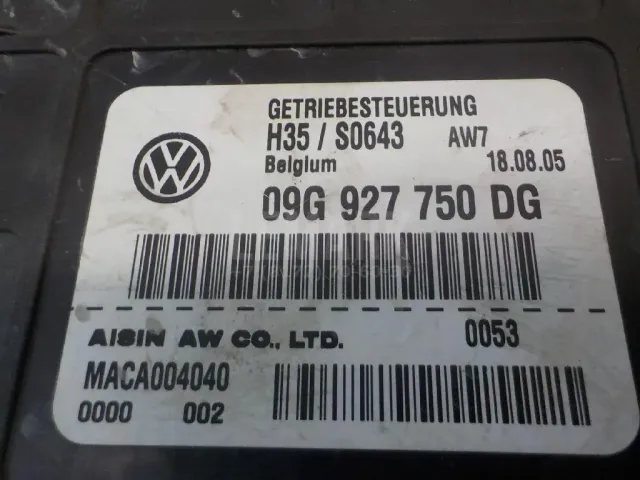 GETRIEBESTEUERUNG
H35 / S0643 AW7
Belgium 18.08.05
09G 927 750 DG
AISIN AW CO., LTD. 0053
MACA004040
0000 002